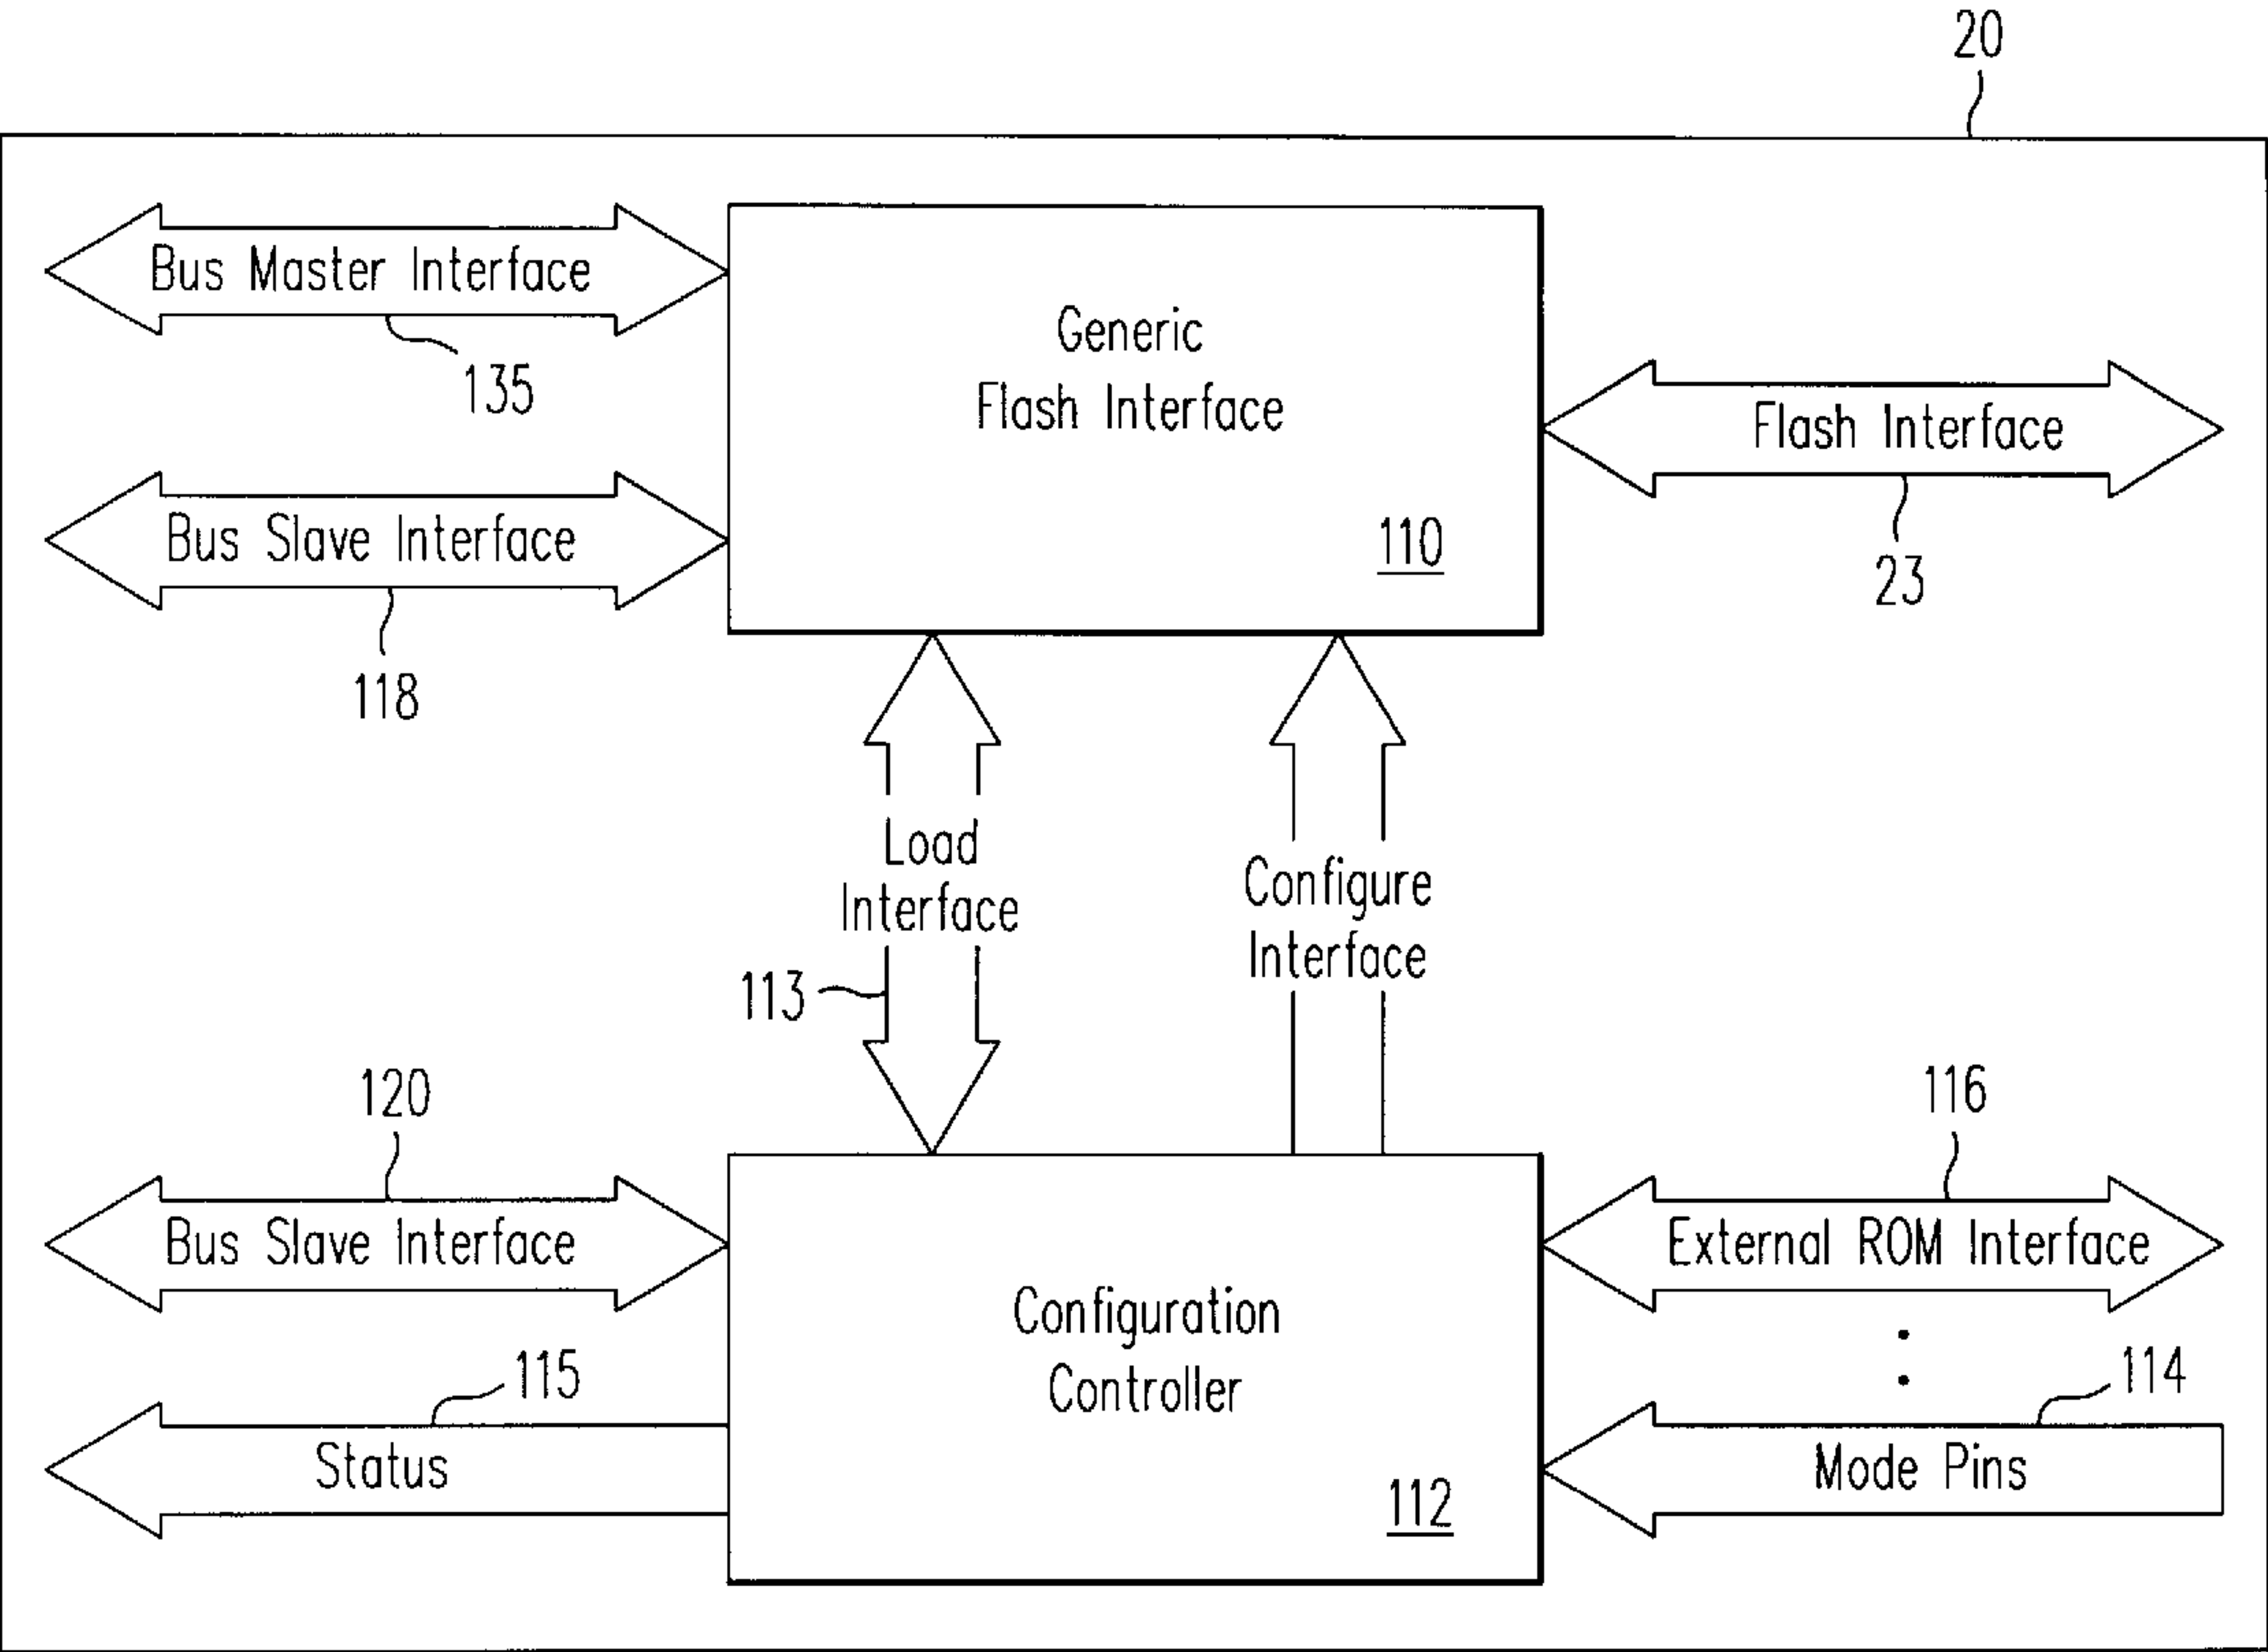 20
Bus Master Interface
135
Generic
Flash Interface
110
Flash Interface
23
Bus Slave Interface
118
Load
Interface
113
Configure
Interface
120
Bus Slave Interface
116
External ROM Interface
Configuration
Controller
112
115
Status
114
Mode Pins